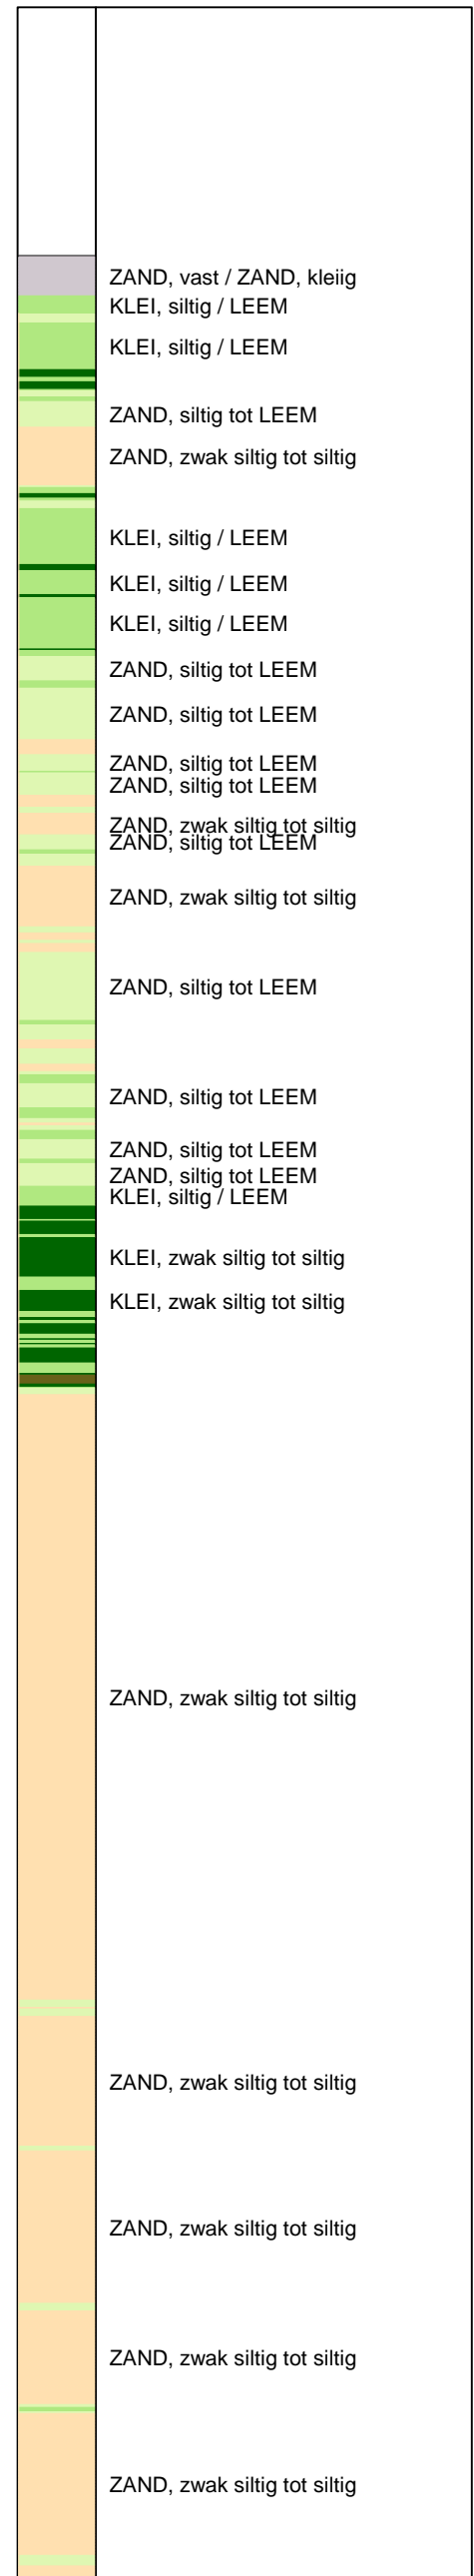 ZAND, vast / ZAND, kleiig
KLEI, siltig / LEEM
KLEI, siltig / LEEM
ZAND, siltig tot LEEM
ZAND, zwak siltig tot siltig
KLEI, siltig / LEEM
KLEI, siltig / LEEM
KLEI, siltig / LEEM
ZAND, siltig tot LEEM
ZAND, siltig tot LEEM
ZAND, siltig tot LEEM
ZAND, siltig tot LEEM
ZAND, zwak siltig tot siltig
ZAND, siltig tot LEEM
ZAND, zwak siltig tot siltig
ZAND, siltig tot LEEM
ZAND, siltig tot LEEM
ZAND, siltig tot LEEM
ZAND, siltig tot LEEM
KLEI, siltig / LEEM
KLEI, zwak siltig tot siltig
KLEI, zwak siltig tot siltig
ZAND, zwak siltig tot siltig
ZAND, zwak siltig tot siltig
ZAND, zwak siltig tot siltig
ZAND, zwak siltig tot siltig
ZAND, zwak siltig tot siltig